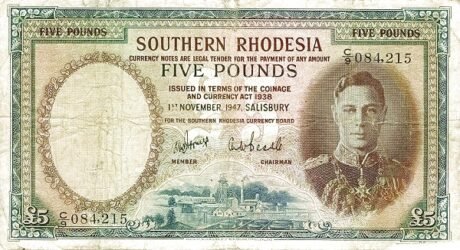 FIVE POUNDS
FIVE POUNDS
SOUTHERN RHODESIA
CURRENCY NOTES ARE LEGAL TENDER FOR THE PAYMENT OF ANY AMOUNT
C/9 084,215
FIVE POUNDS
ISSUED IN TERMS OF THE COINAGE
AND CURRENCY ACT 1938
1ST NOVEMBER, 1947, SALISBURY
FOR THE SOUTHERN RHODESIA CURRENCY BOARD
MEMBER
CHAIRMAN
£5
C/9 084,215
£5